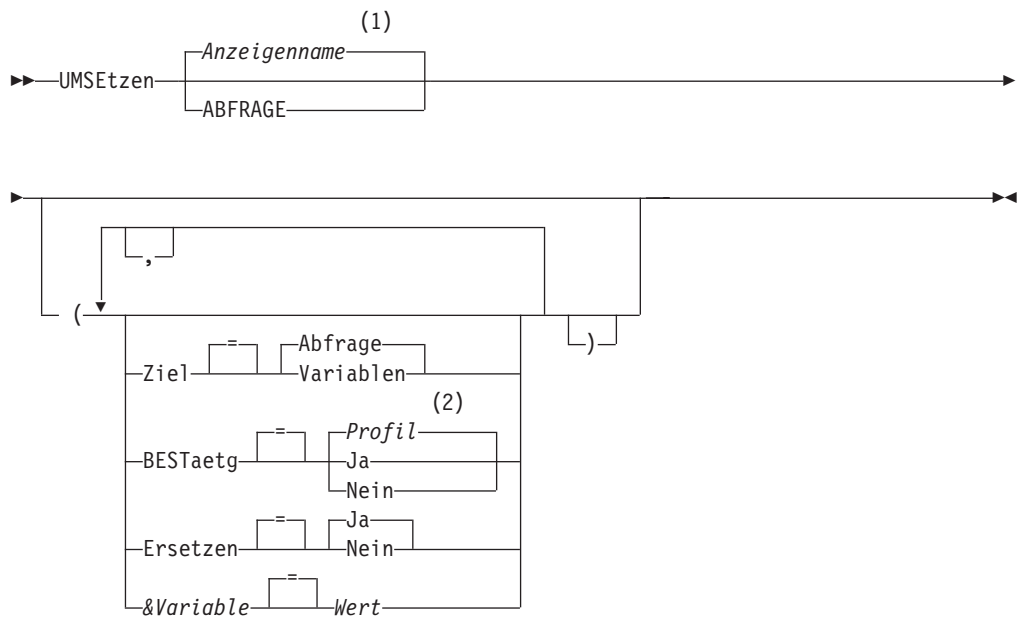 (1)
Anzeigenname
UMSEtzen
ABFRAGE
,
(
)
Ziel = Abfrage
Variablen
(2)
Profil
BESTaetg = Ja
Nein
Ersetzen = Ja
Nein
&Variable = Wert